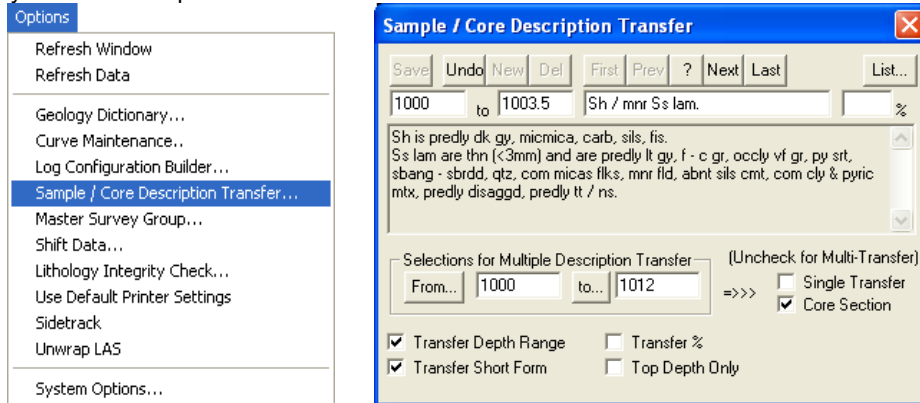 Options
Refresh Window
Refresh Data
Geology Dictionary...
Curve Maintenance..
Log Configuration Builder...
Sample / Core Description Transfer...
Master Survey Group...
Shift Data...
Lithology Integrity Check...
Use Default Printer Settings
Sidetrack
Unwrap LAS
System Options...
Sample / Core Description Transfer
Save Undo New Del First Prev ? Next Last List...
1000 to 1003.5 Sh / mnr Ss lam. %
Sh is predly dk gy, micmica, carb, sils, fis.
Ss lam are thn (<3mm) and are predly lt gy, f - c gr, occly vf gr, py srt,
sbang - sbrdd, qtz, com micas flks, mnr fld, abnt sils cmt, com cly & pyric
mtx, predly disaggd, predly tt / ns.
Selections for Multiple Description Transfer (Uncheck for Multi-Transfer)
From... 1000 to... 1012 =>>> Single Transfer
Core Section
Transfer Depth Range Transfer %
Transfer Short Form Top Depth Only